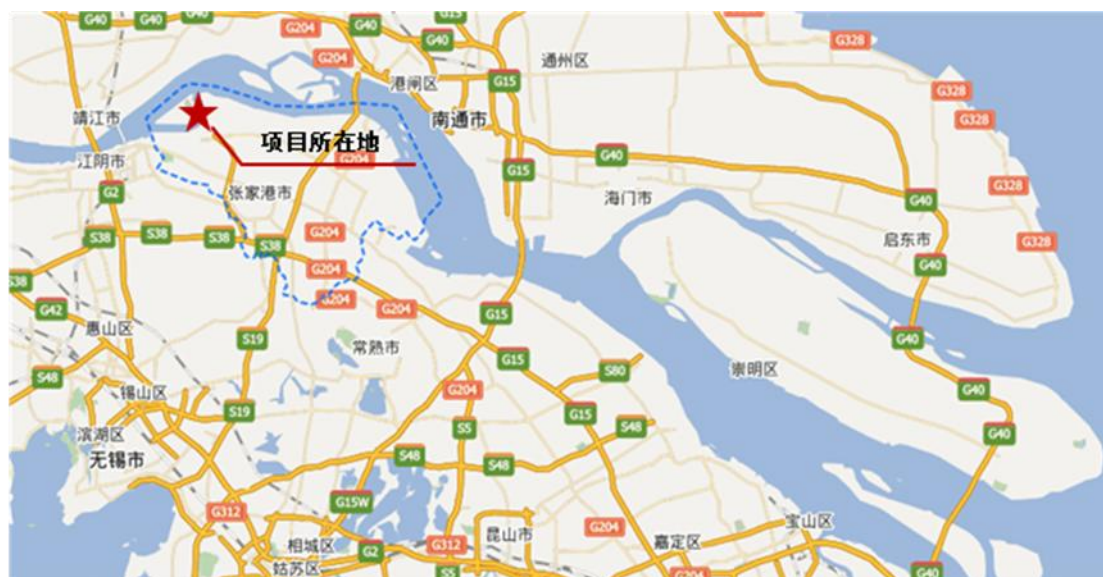 G40
G40
G40
G204
G40
G15
G328
G204
G40
G204
港闸区
G15
通州区
G328
G328
靖江市
南通市
项目所在地
江阴市
G204
G40
G15
G328
G2
张家港市
海门市
G40
S38
S38
S38
S38
G204
启东市
G328
G204
G40
S38
G204
G204
G42
G15
惠山区
S19
常熟市
G40
G15
崇明区
S48
锡山区
G204
S80
G40
S19
G15
滨湖区
S5
S48
G40
无锡市
S48
S48
G15W
G312
G204
宝山区
相城区
G2
G312
昆山市
嘉定区
姑苏区
S5
G204
G40